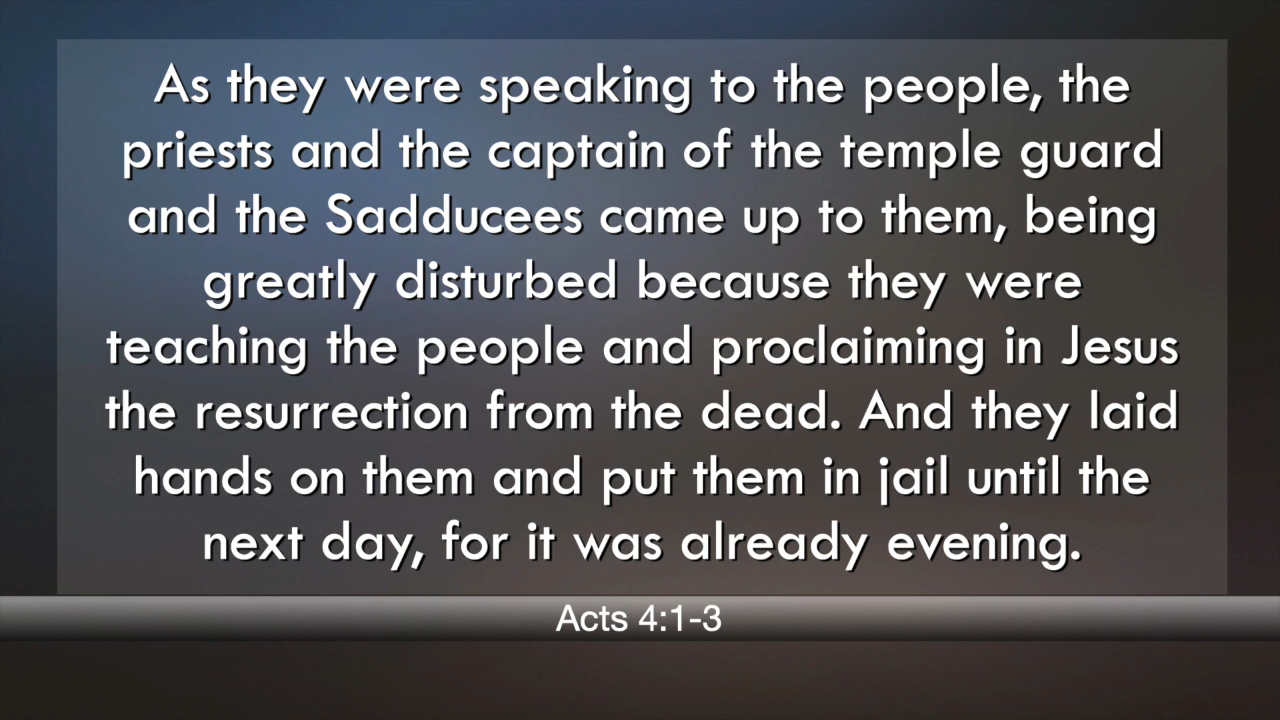 As they were speaking to the people, the
priests and the captain of the temple guard
and the Sadducees came up to them, being
greatly disturbed because they were
teaching the people and proclaiming in Jesus
the resurrection from the dead. And they laid
hands on them and put them in jail until the
next day, for it was already evening.
Acts 4:1-3